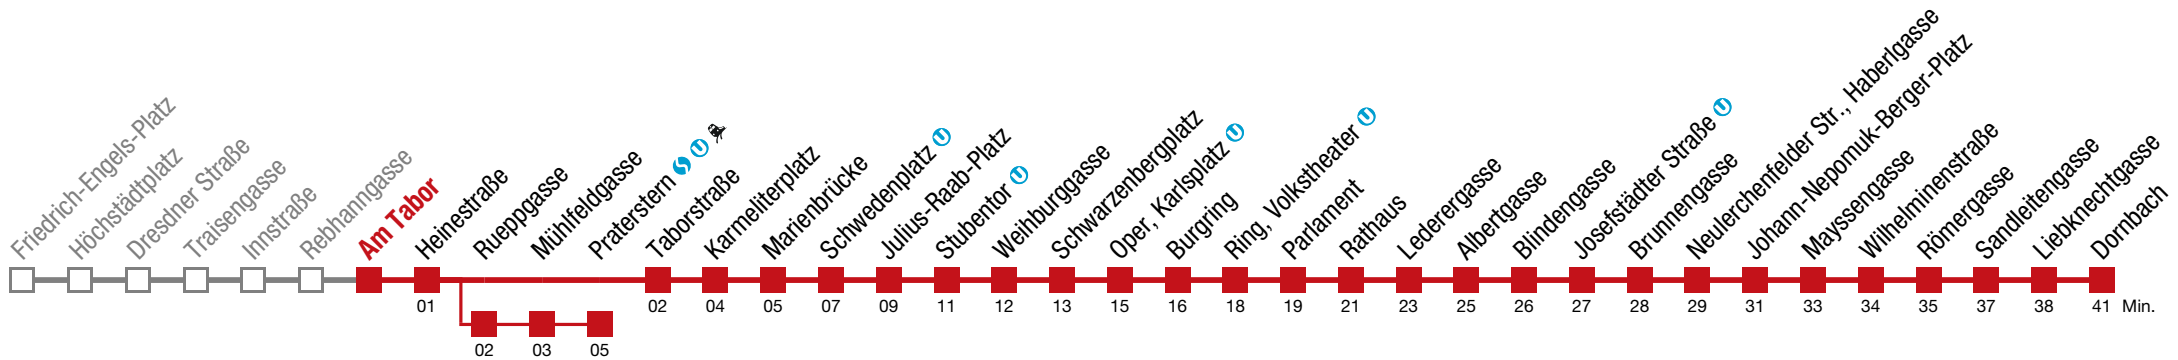 Friedrich-Engels-Platz
Höchstädtplatz
Dresdner Straße
Traisengasse
Innstraße
Rebhanngasse
Am Tabor
Heinestraße
Rueppgasse
Mühlfeldgasse
Praterstern
Taborstraße
Karmeliterplatz
Marienbrücke
Schwedenplatz U
Julius-Raab-Platz
Stubentor U
Weihburggasse
Schwarzenbergplatz
Oper, Karlsplatz U
Burgring
Ring, Volkstheater U
Parlament
Rathaus
Lederergasse
Albertgasse
Blindengasse
Josefstädter Straße U
Brunnengasse
Neulerchenfelder Str., Haberlgasse
Johann-Nepomuk-Berger-Platz
Mayssengasse
Wilhelminenstraße
Römergasse
Sandleitengasse
Liebknechtgasse
Dornbach
01 02 04 05 07 09 11 12 13 15 16 18 19 21 23 25 26 27 28 29 31 33 34 35 37 38 41 Min.
02 03 05